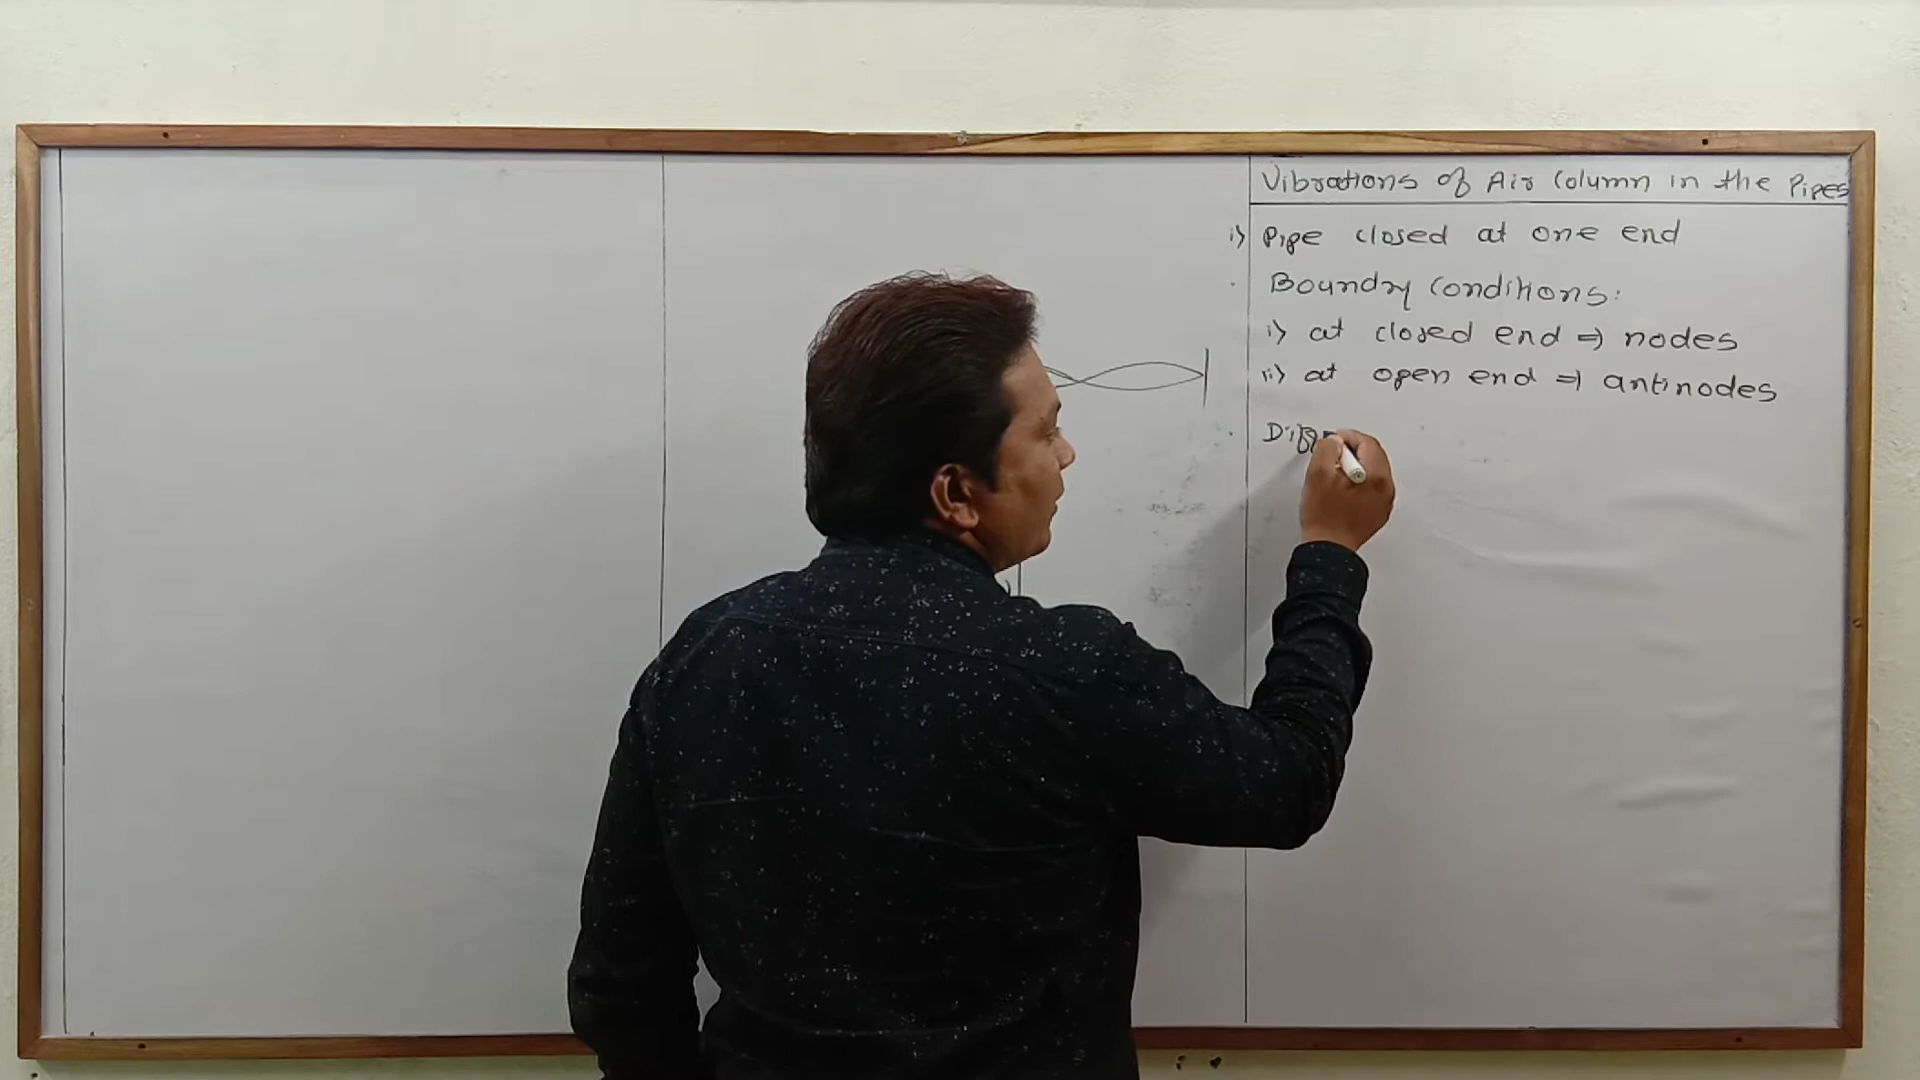 Vibrations of Air Column in the Pipes
i> Pipe closed at one end
· Boundry Conditions:
i> at closed end ⇒ nodes
ii> at open end ⇒ antinodes